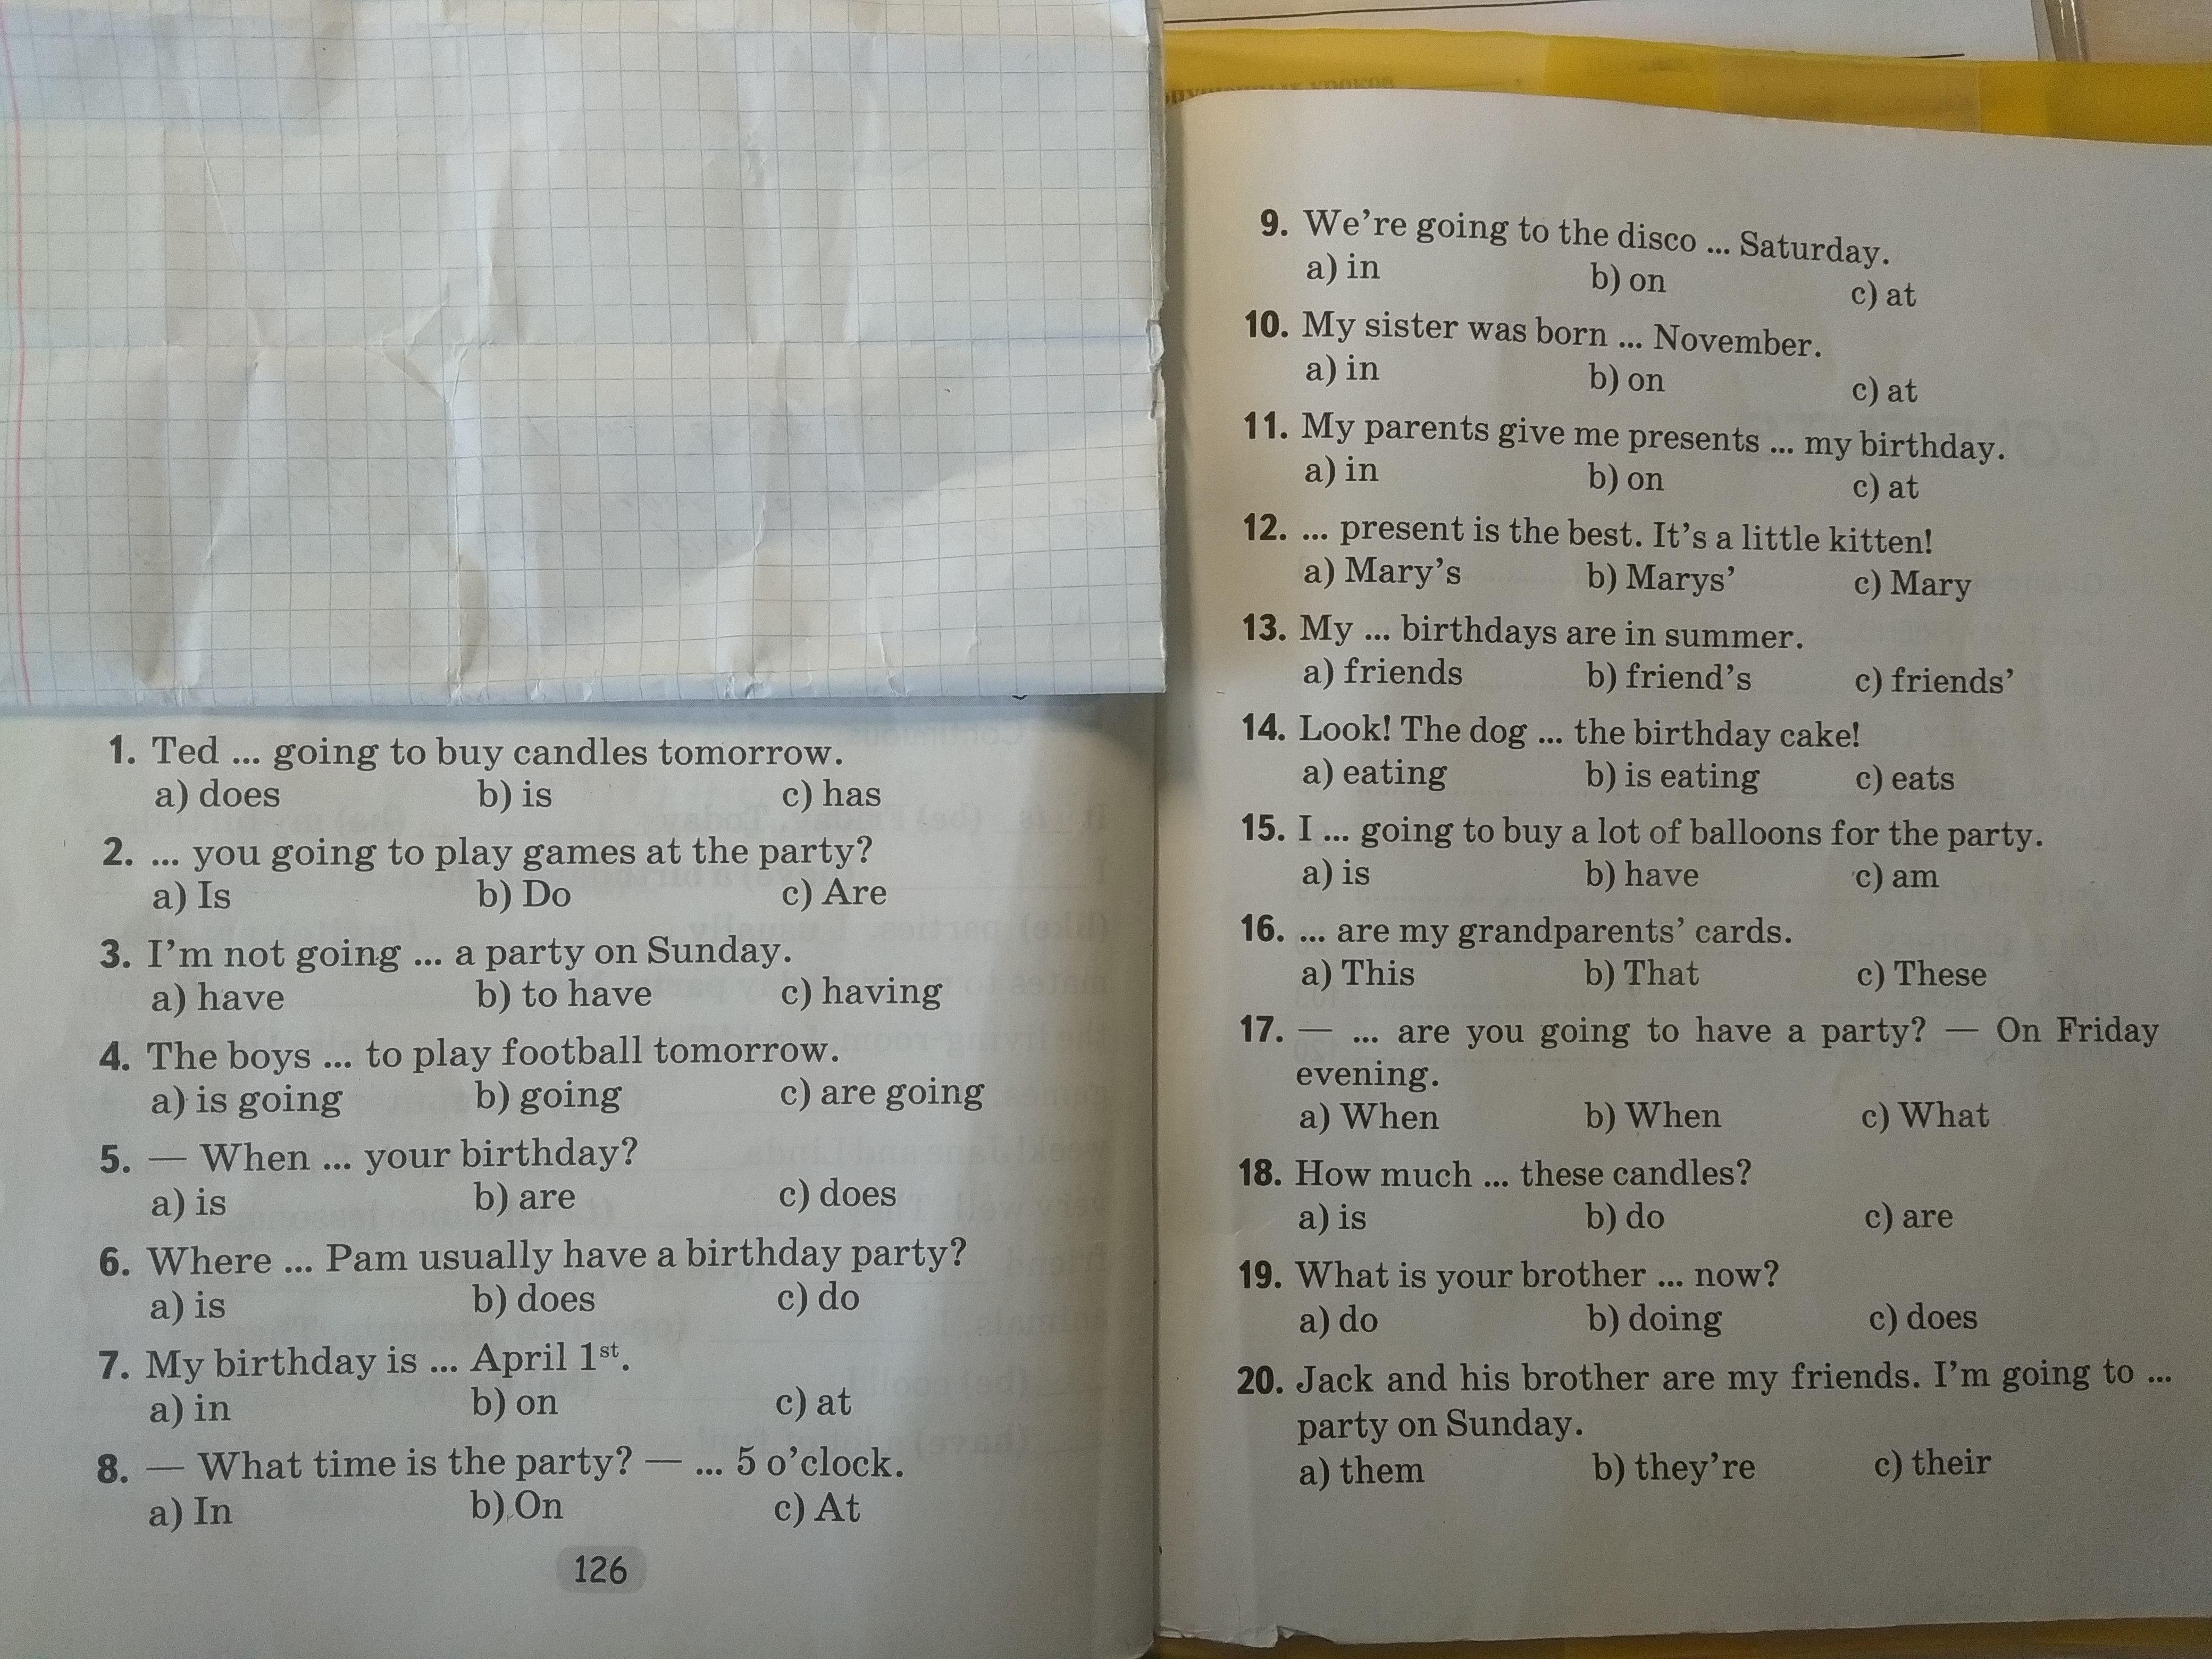 1. Ted ... going to buy candles tomorrow.
a) does b) is c) has
2. ... you going to play games at the party?
a) Is b) Do c) Are
3. I'm not going ... a party on Sunday.
a) have b) to have c) having
4. The boys ... to play football tomorrow.
a) is going b) going c) are going
5. — When ... your birthday?
a) is b) are c) does
6. Where ... Pam usually have a birthday party?
a) is b) does c) do
7. My birthday is ... April 1st.
a) in b) on c) at
8. — What time is the party? — ... 5 o'clock.
a) In b) On c) At
126
9. We're going to the disco ... Saturday.
a) in b) on c) at
10. My sister was born ... November.
a) in b) on c) at
11. My parents give me presents ... my birthday.
a) in b) on c) at
12. ... present is the best. It's a little kitten!
a) Mary's b) Marys' c) Mary
13. My ... birthdays are in summer.
a) friends b) friend's c) friends'
14. Look! The dog ... the birthday cake!
a) eating b) is eating c) eats
15. I ... going to buy a lot of balloons for the party.
a) is b) have c) am
16. ... are my grandparents' cards.
a) This b) That c) These
17. — ... are you going to have a party? — On Friday
evening.
a) When b) When c) What
18. How much ... these candles?
a) is b) do c) are
19. What is your brother ... now?
a) do b) doing c) does
20. Jack and his brother are my friends. I'm going to ...
party on Sunday.
a) them b) they're c) their